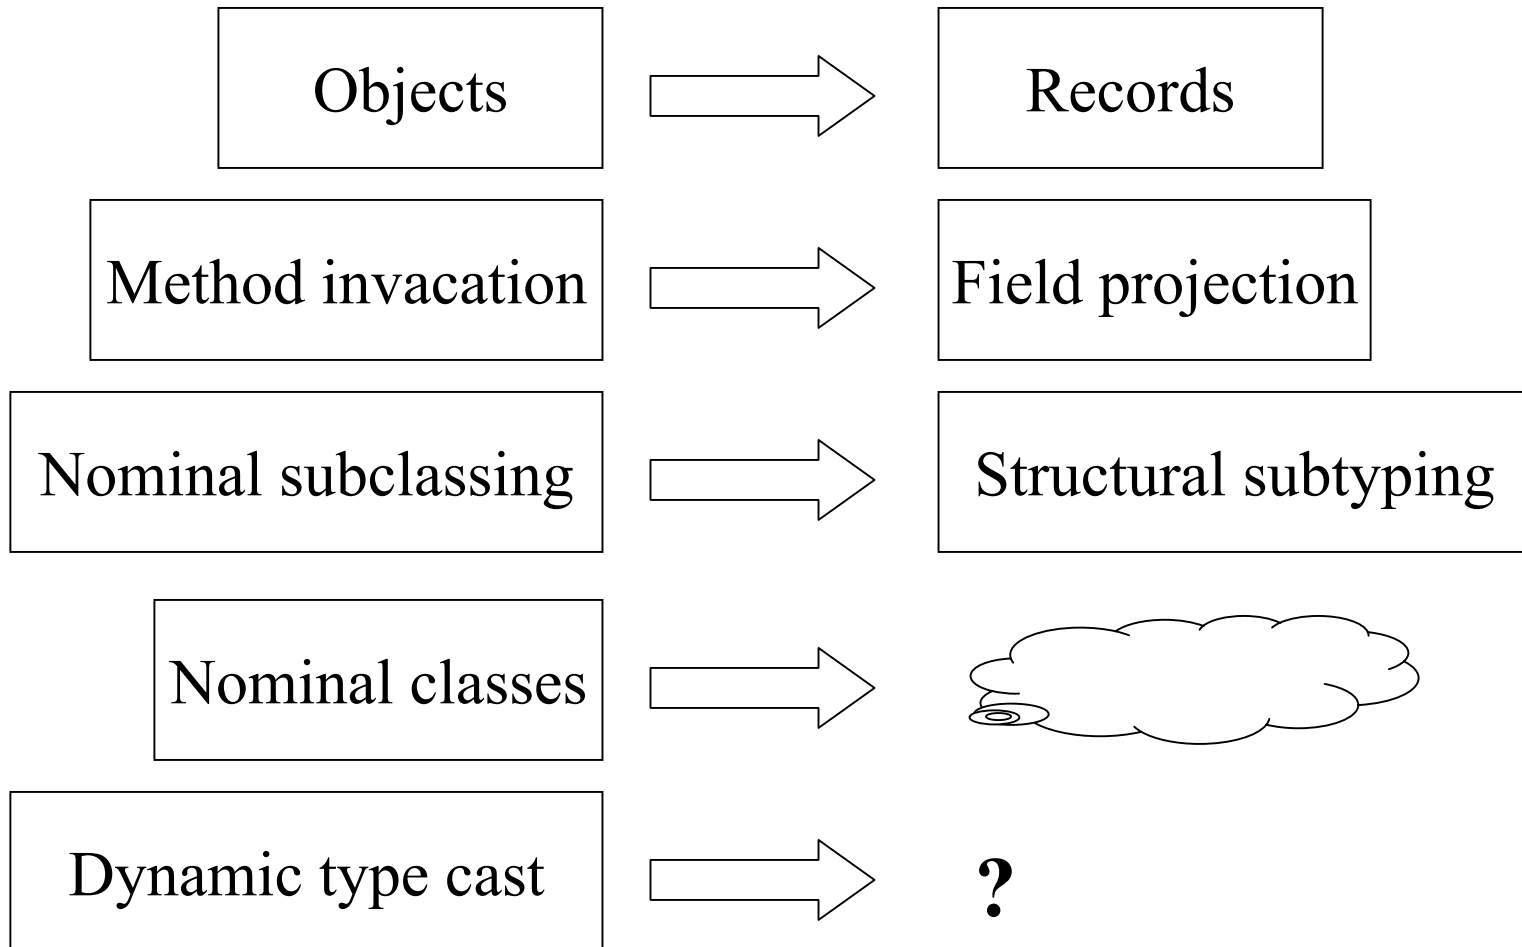 Objects
Records
Method invacation
Field projection
Nominal subclassing
Structural subtyping
Nominal classes
Dynamic type cast
?